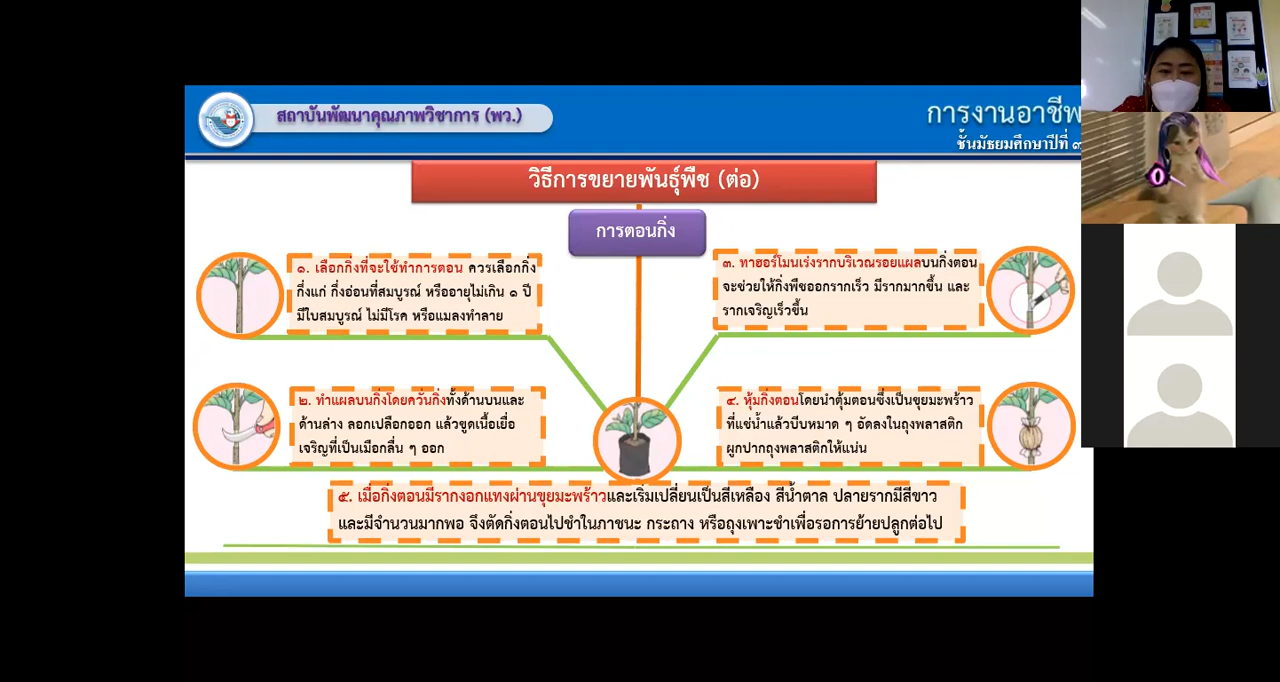 สถาบันพัฒนาคุณภาพวิชาการ (พว.)
การงานอาชีพ
ชั้นมัธยมศึกษาปีที่ ๓
วิธีการขยายพันธุ์พืช (ต่อ)
การตอนกิ่ง
๑. เลือกกิ่งที่จะใช้ทำการตอน ควรเลือกกิ่ง
กึ่งแก่ กึ่งอ่อนที่สมบูรณ์ หรืออายุไม่เกิน ๑ ปี
มีใบสมบูรณ์ ไม่มีโรค หรือแมลงทำลาย
๒. ทำแผลบนกิ่งโดยควั่นกิ่งทั้งด้านบนและ
ด้านล่าง ลอกเปลือกออก แล้วขูดเนื้อเยื่อ
เจริญที่เป็นเมือกลื่น ๆ ออก
๓. ทาฮอร์โมนเร่งรากบริเวณรอยแผลบนกิ่งตอน
จะช่วยให้กิ่งพืชออกรากเร็ว มีรากมากขึ้น และ
รากเจริญเร็วขึ้น
๔. หุ้มกิ่งตอนโดยนำตุ้มตอนซึ่งเป็นขุยมะพร้าว
ที่แช่น้ำแล้วบีบหมาด ๆ อัดลงในถุงพลาสติก
ผูกปากถุงพลาสติกให้แน่น
๕. เมื่อกิ่งตอนมีรากงอกแทงผ่านขุยมะพร้าวและเริ่มเปลี่ยนเป็นสีเหลือง สีน้ำตาล ปลายรากมีสีขาว
และมีจำนวนมากพอ จึงตัดกิ่งตอนไปชำในภาชนะ กระถาง หรือถุงเพาะชำเพื่อรอการย้ายปลูกต่อไป